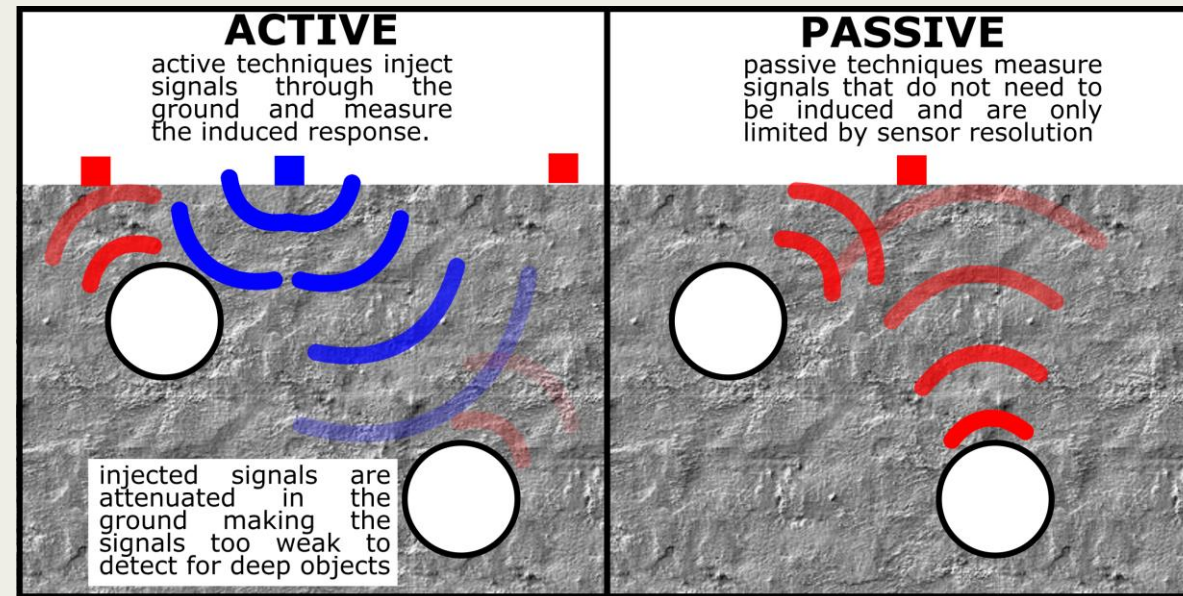 ACTIVE
active techniques inject
signals through the
ground and measure
the induced response.
injected signals are
attenuated in the
ground making the
signals too weak to
detect for deep objects
PASSIVE
passive techniques measure
signals that do not need to
be induced and are only
limited by sensor resolution